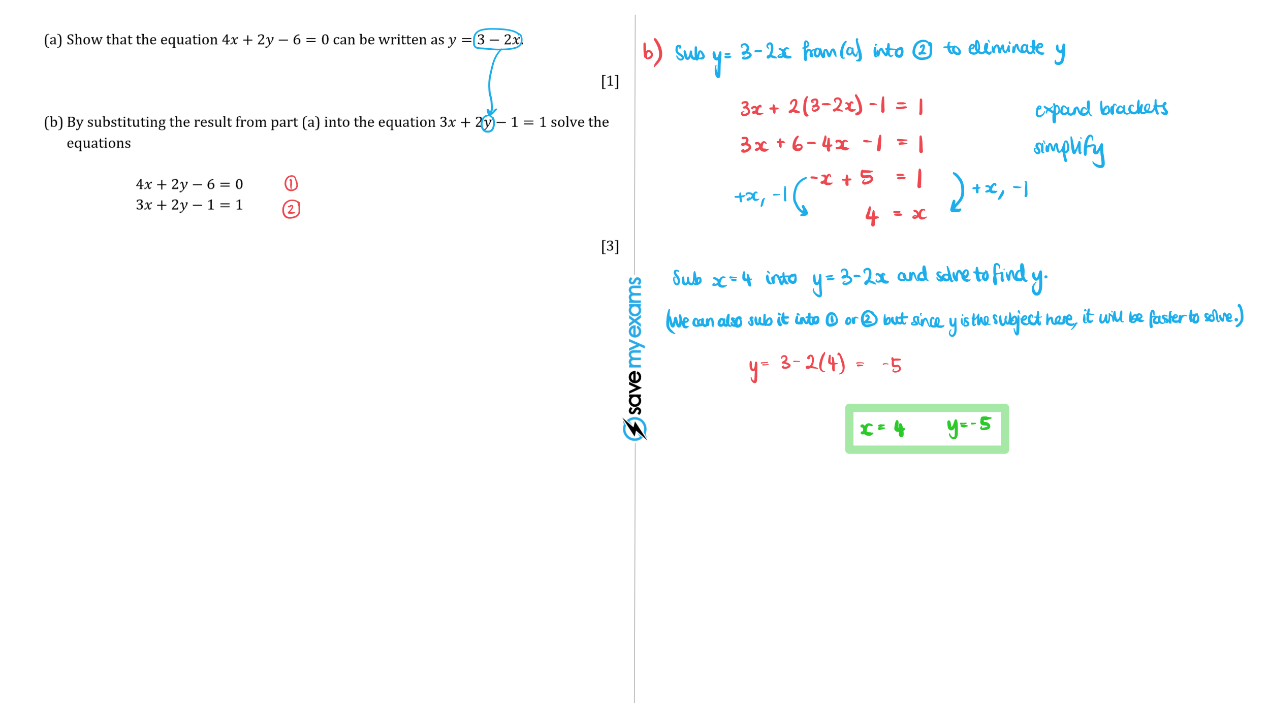 (a) Show that the equation 4x + 2y − 6 = 0 can be written as y = 3 − 2x.
[1]
(b) By substituting the result from part (a) into the equation 3x + 2y − 1 = 1 solve the
equations
4x + 2y − 6 = 0 ①
3x + 2y − 1 = 1 ②
[3]
savemyexams
b) Sub y = 3-2x from (a) into ② to eliminate y
3x + 2(3-2x) -1 = 1 expand brackets
3x + 6 - 4x -1 = 1 simplify
-x + 5 = 1
+x, -1 +x, -1
4 = x
Sub x=4 into y=3-2x and solve to find y.
(We can also sub it into ① or ② but since y is the subject here, it will be faster to solve.)
y= 3-2(4) = -5
x = 4 y=-5